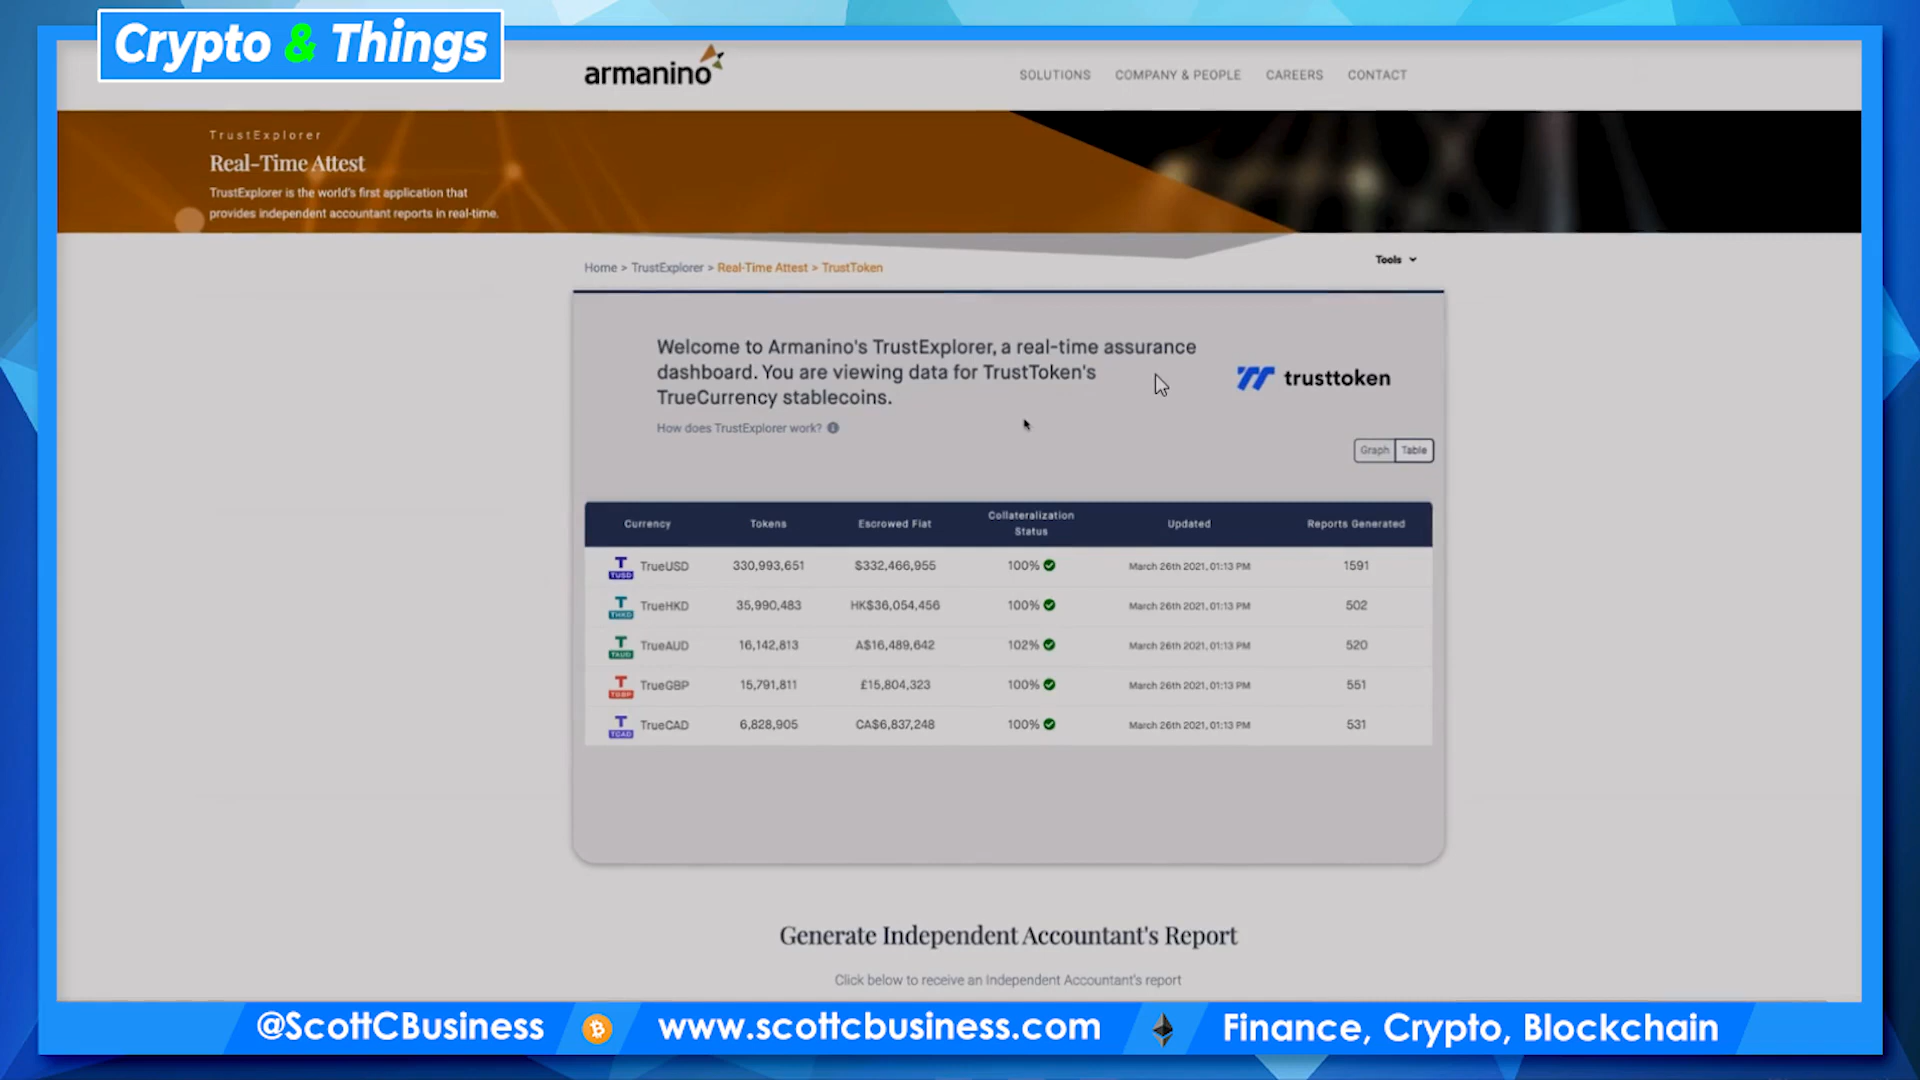 Crypto & Things
armanino
SOLUTIONS COMPANY & PEOPLE CAREERS CONTACT
TrustExplorer
Real-Time Attest
TrustExplorer is the world's first application that
provides independent accountant reports in real-time.
Home > TrustExplorer > Real-Time Attest > TrustToken
Tools
Welcome to Armanino's TrustExplorer, a real-time assurance
dashboard. You are viewing data for TrustToken's
TrueCurrency stablecoins.
trusttoken
How does TrustExplorer work?
Graph Table
Currency Tokens Escrowed Fiat Collateralization Status Updated Reports Generated
T TUSD TrueUSD 330,993,651 $332,466,955 100% March 26th 2021, 01:13 PM 1591
T THKD TrueHKD 35,990,483 HK$36,054,456 100% March 26th 2021, 01:13 PM 502
T TAUD TrueAUD 16,142,813 A$16,489,642 102% March 26th 2021, 01:13 PM 520
T TGBP TrueGBP 15,791,811 £15,804,323 100% March 26th 2021, 01:13 PM 551
T TCAD TrueCAD 6,828,905 CA$6,837,248 100% March 26th 2021, 01:13 PM 531
Generate Independent Accountant's Report
Click below to receive an Independent Accountant's report
@ScottCBusiness www.scottcbusiness.com Finance, Crypto, Blockchain